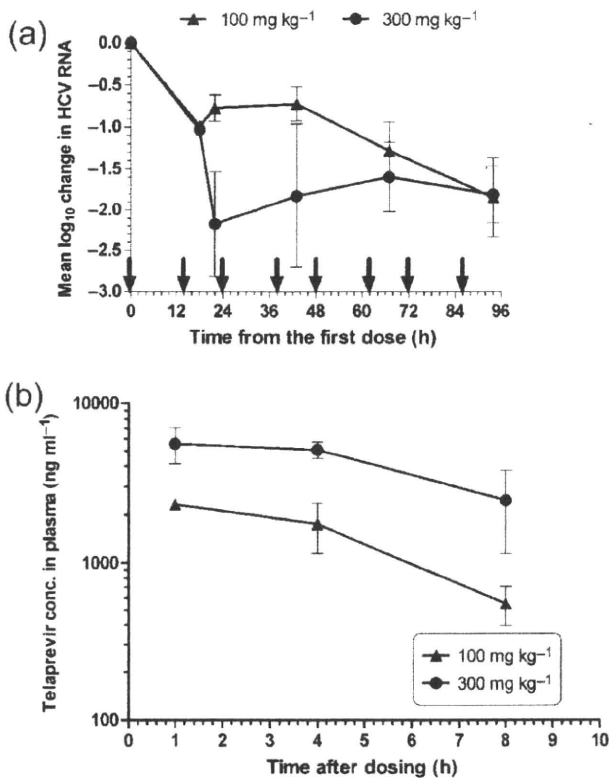 (a)
100 mg kg–1 300 mg kg–1
Mean log10 change in HCV RNA
0.0
–0.5
–1.0
–1.5
–2.0
–2.5
–3.0
0 12 24 36 48 60 72 84 96
Time from the first dose (h)
(b)
Telaprevir conc. in plasma (ng ml–1)
10000
1000
100
100 mg kg–1
300 mg kg–1
0 1 2 3 4 5 6 7 8 9 10
Time after dosing (h)